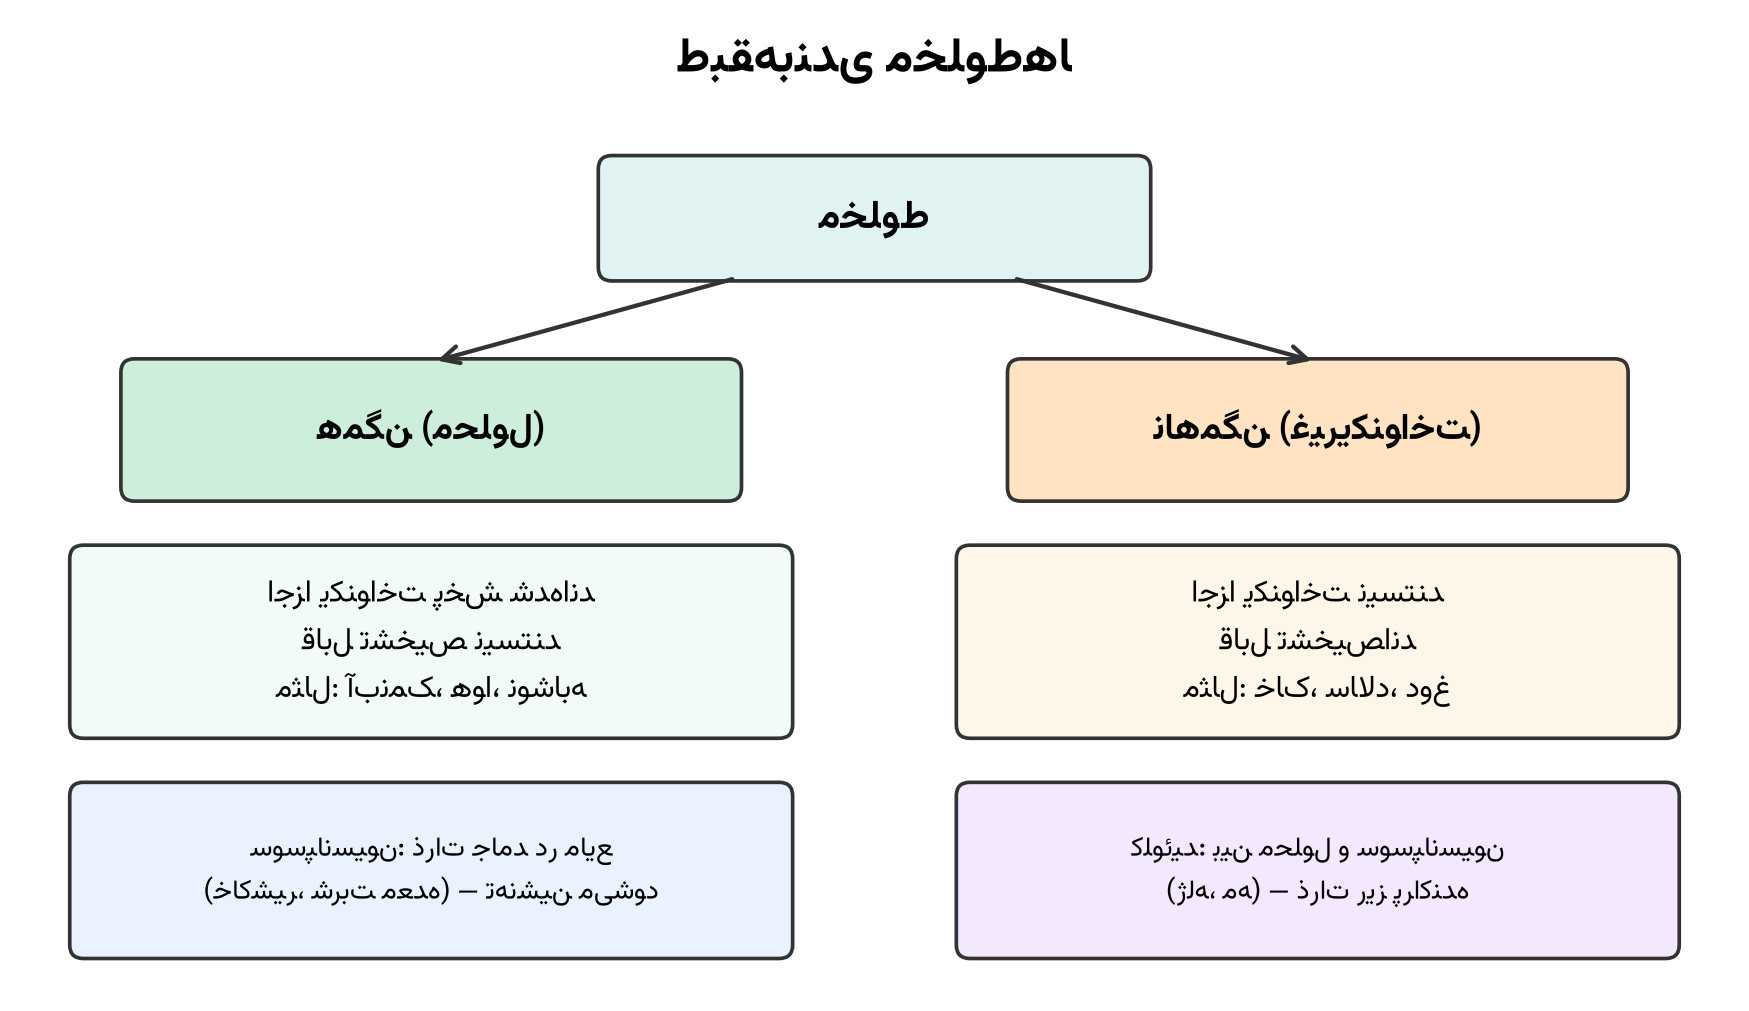 طبقه‌بندی مخلوط‌ها
مخلوط
همگن (محلول)
اجزا یکنواخت پخش شده‌اند
قابل تشخیص نیستند
مثال: آب‌نمک، هوا، نوشابه
سوسپانسیون: ذرات جامد در مایع
(خاکشیر، شربت معده) — ته‌نشین می‌شود
ناهمگن (غیریکنواخت)
اجزا یکنواخت نیستند
قابل تشخیص‌اند
مثال: خاک، سالاد، دوغ
کلوئید: بین محلول و سوسپانسیون
(ژله، مه) — ذرات ریز پراکنده